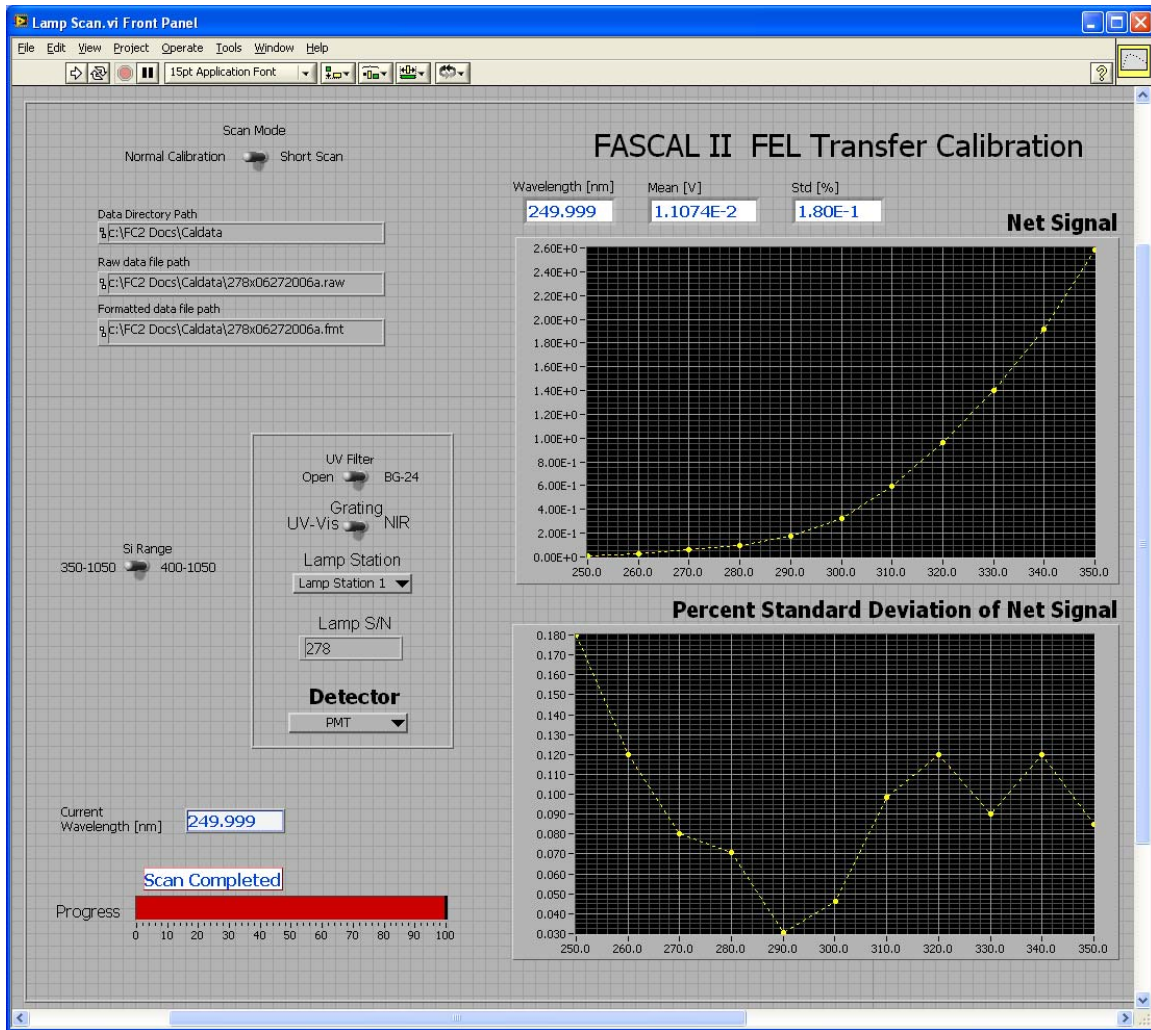 Lamp Scan.vi Front Panel
File Edit View Project Operate Tools Window Help
15pt Application Font
Scan Mode
Normal Calibration Short Scan
Data Directory Path
c:\FC2 Docs\Caldata
Raw data file path
c:\FC2 Docs\Caldata\278x06272006a.raw
Formatted data file path
c:\FC2 Docs\Caldata\278x06272006a.fmt
UV Filter
Open BG-24
Grating
UV-Vis NIR
Si Range
350-1050 400-1050
Lamp Station
Lamp Station 1
Lamp S/N
278
Detector
PMT
Current
Wavelength [nm] 249.999
Scan Completed
Progress
0 10 20 30 40 50 60 70 80 90 100
FASCAL II FEL Transfer Calibration
Wavelength [nm] Mean [V] Std [%]
249.999 1.1074E-2 1.80E-1
Net Signal
2.60E+0
2.40E+0
2.20E+0
2.00E+0
1.80E+0
1.60E+0
1.40E+0
1.20E+0
1.00E+0
8.00E-1
6.00E-1
4.00E-1
2.00E-1
0.00E+0
250.0 260.0 270.0 280.0 290.0 300.0 310.0 320.0 330.0 340.0 350.0
Percent Standard Deviation of Net Signal
0.180
0.170
0.160
0.150
0.140
0.130
0.120
0.110
0.100
0.090
0.080
0.070
0.060
0.050
0.040
0.030
250.0 260.0 270.0 280.0 290.0 300.0 310.0 320.0 330.0 340.0 350.0